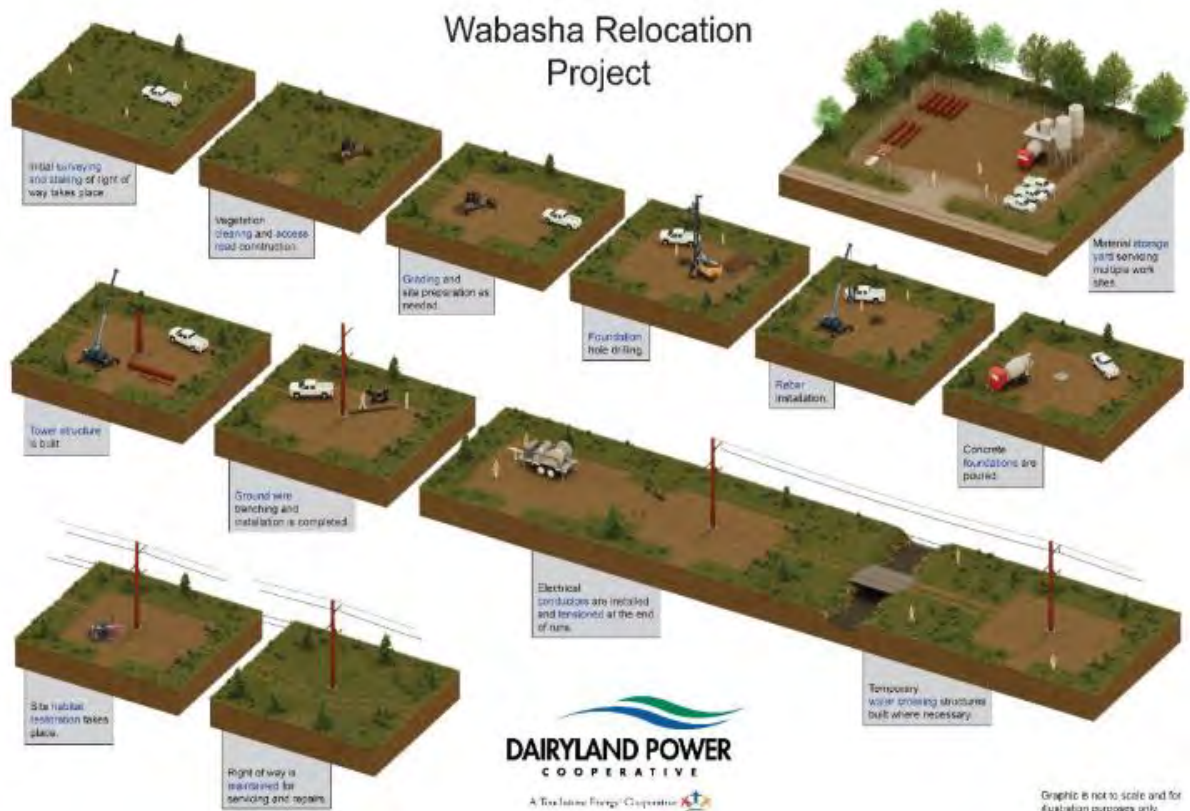 Wabasha Relocation
Project
Initial surveying
and staking of right of
way takes place.
Vegetation
clearing and access
road construction.
Grading and
site preparation as
needed.
Foundation
hole drilling.
Rebar
installation.
Concrete
foundations are
poured.
Material storage
yard servicing
multiple work
sites.
Tower structure
is built.
Ground wire
trenching and
installation is completed.
Electrical
conductors are installed
and tensioned at the end
of runs.
Temporary
water crossing structures
built where necessary.
Site habitat
restoration takes
place.
Right of way is
maintained for
servicing and repairs.
DAIRYLAND POWER
COOPERATIVE
A Touchstone Energy Cooperative
Graphic is not to scale and for
illustration purposes only.